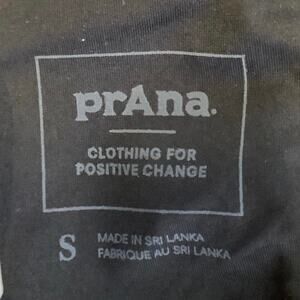 prAna.
CLOTHING FOR
POSITIVE CHANGE
S
MADE IN SRI LANKA
FABRIQUE AU SRI LANKA